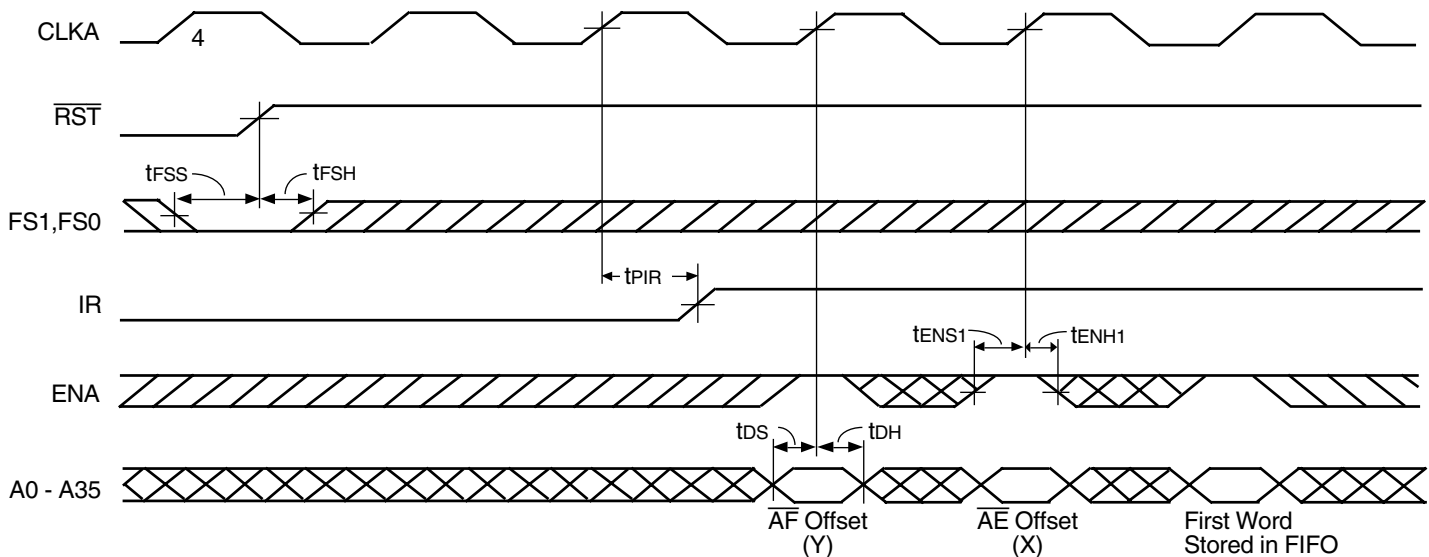 CLKA
4
RST
tFSS
tFSH
FS1,FS0
tPIR
IR
tENS1
tENH1
ENA
tDS
tDH
A0 - A35
AF Offset
(Y)
AE Offset
(X)
First Word
Stored in FIFO